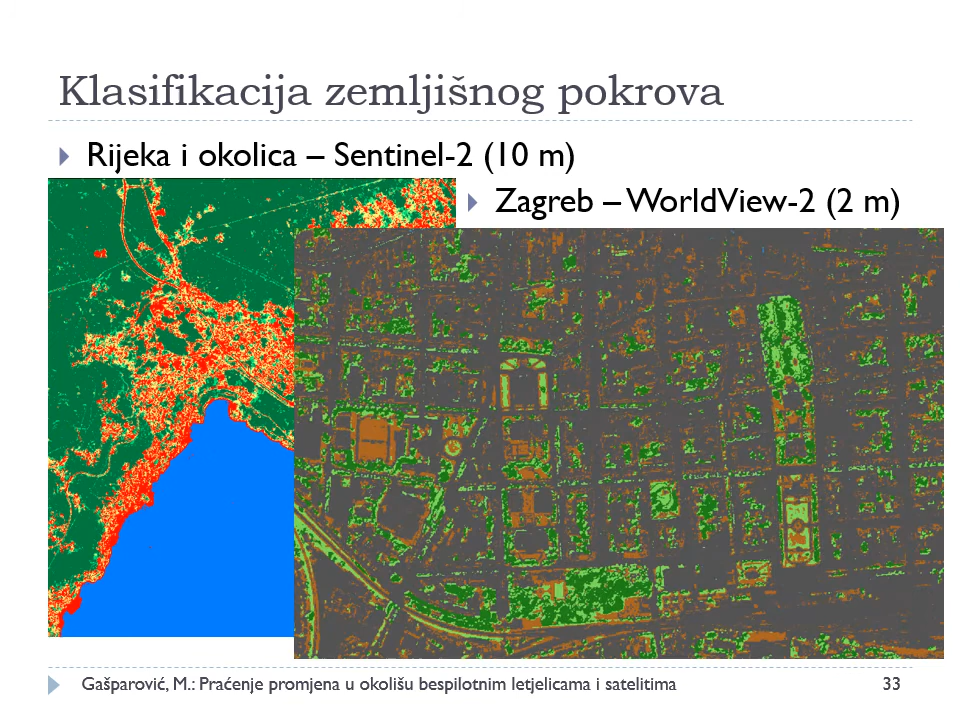 Klasifikacija zemljišnog pokrova
Rijeka i okolica – Sentinel-2 (10 m)
Zagreb – WorldView-2 (2 m)
Gašparović, M.: Praćenje promjena u okolišu bespilotnim letjelicama i satelitima
33